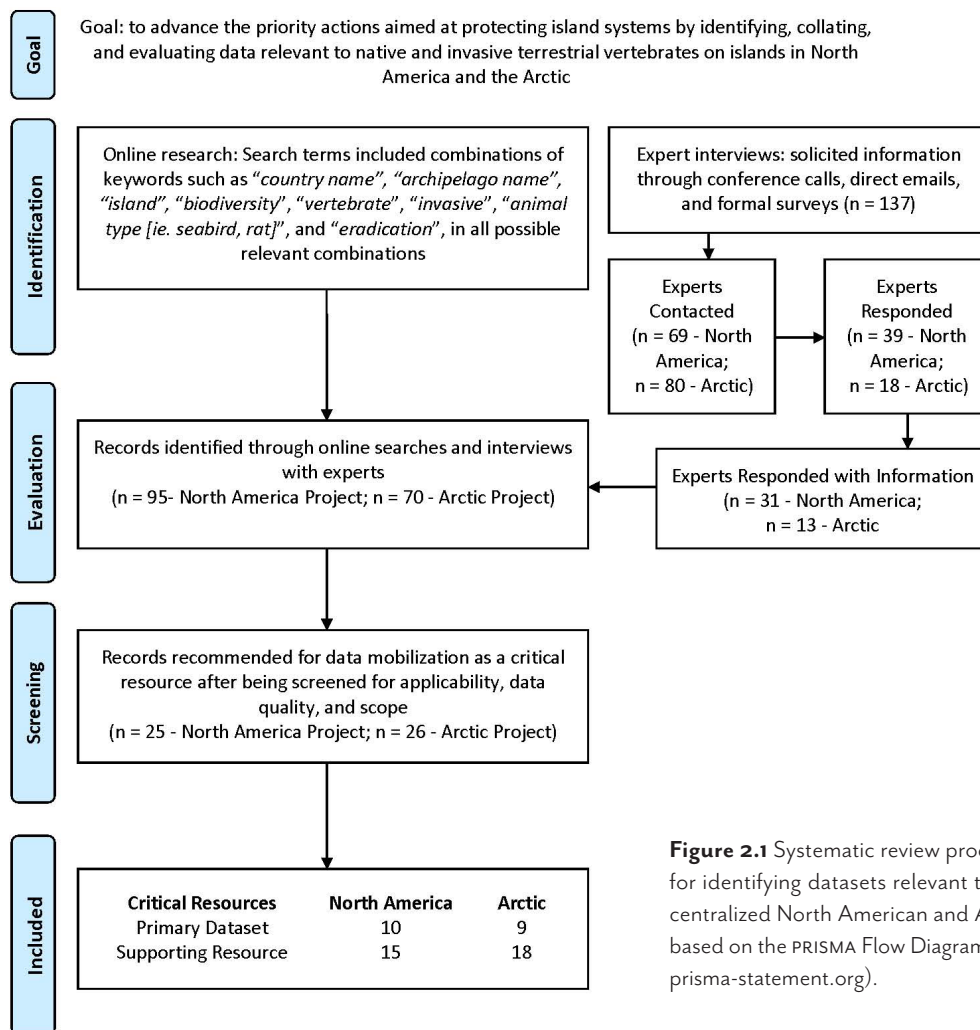 Goal
Goal: to advance the priority actions aimed at protecting island systems by identifying, collating,
and evaluating data relevant to native and invasive terrestrial vertebrates on islands in North
America and the Arctic
Identification
Online research: Search terms included combinations of
keywords such as “country name”, “archipelago name”,
“island”, “biodiversity”, “vertebrate”, “invasive”, “animal
type [ie. seabird, rat]”, and “eradication”, in all possible
relevant combinations
Expert interviews: solicited information
through conference calls, direct emails,
and formal surveys (n = 137)
Experts
Contacted
(n = 69 - North
America;
n = 80 - Arctic)
Experts
Responded
(n = 39 - North
America;
n = 18 - Arctic)
Evaluation
Records identified through online searches and interviews
with experts
(n = 95- North America Project; n = 70 - Arctic Project)
Experts Responded with Information
(n = 31 - North America;
n = 13 - Arctic
Screening
Records recommended for data mobilization as a critical
resource after being screened for applicability, data
quality, and scope
(n = 25 - North America Project; n = 26 - Arctic Project)
Included
Critical Resources North America Arctic
Primary Dataset 10 9
Supporting Resource 15 18
Figure 2.1 Systematic review
for identifying datasets relevant
centralized North American and
based on the PRISMA Flow Diagram
prisma-statement.org).